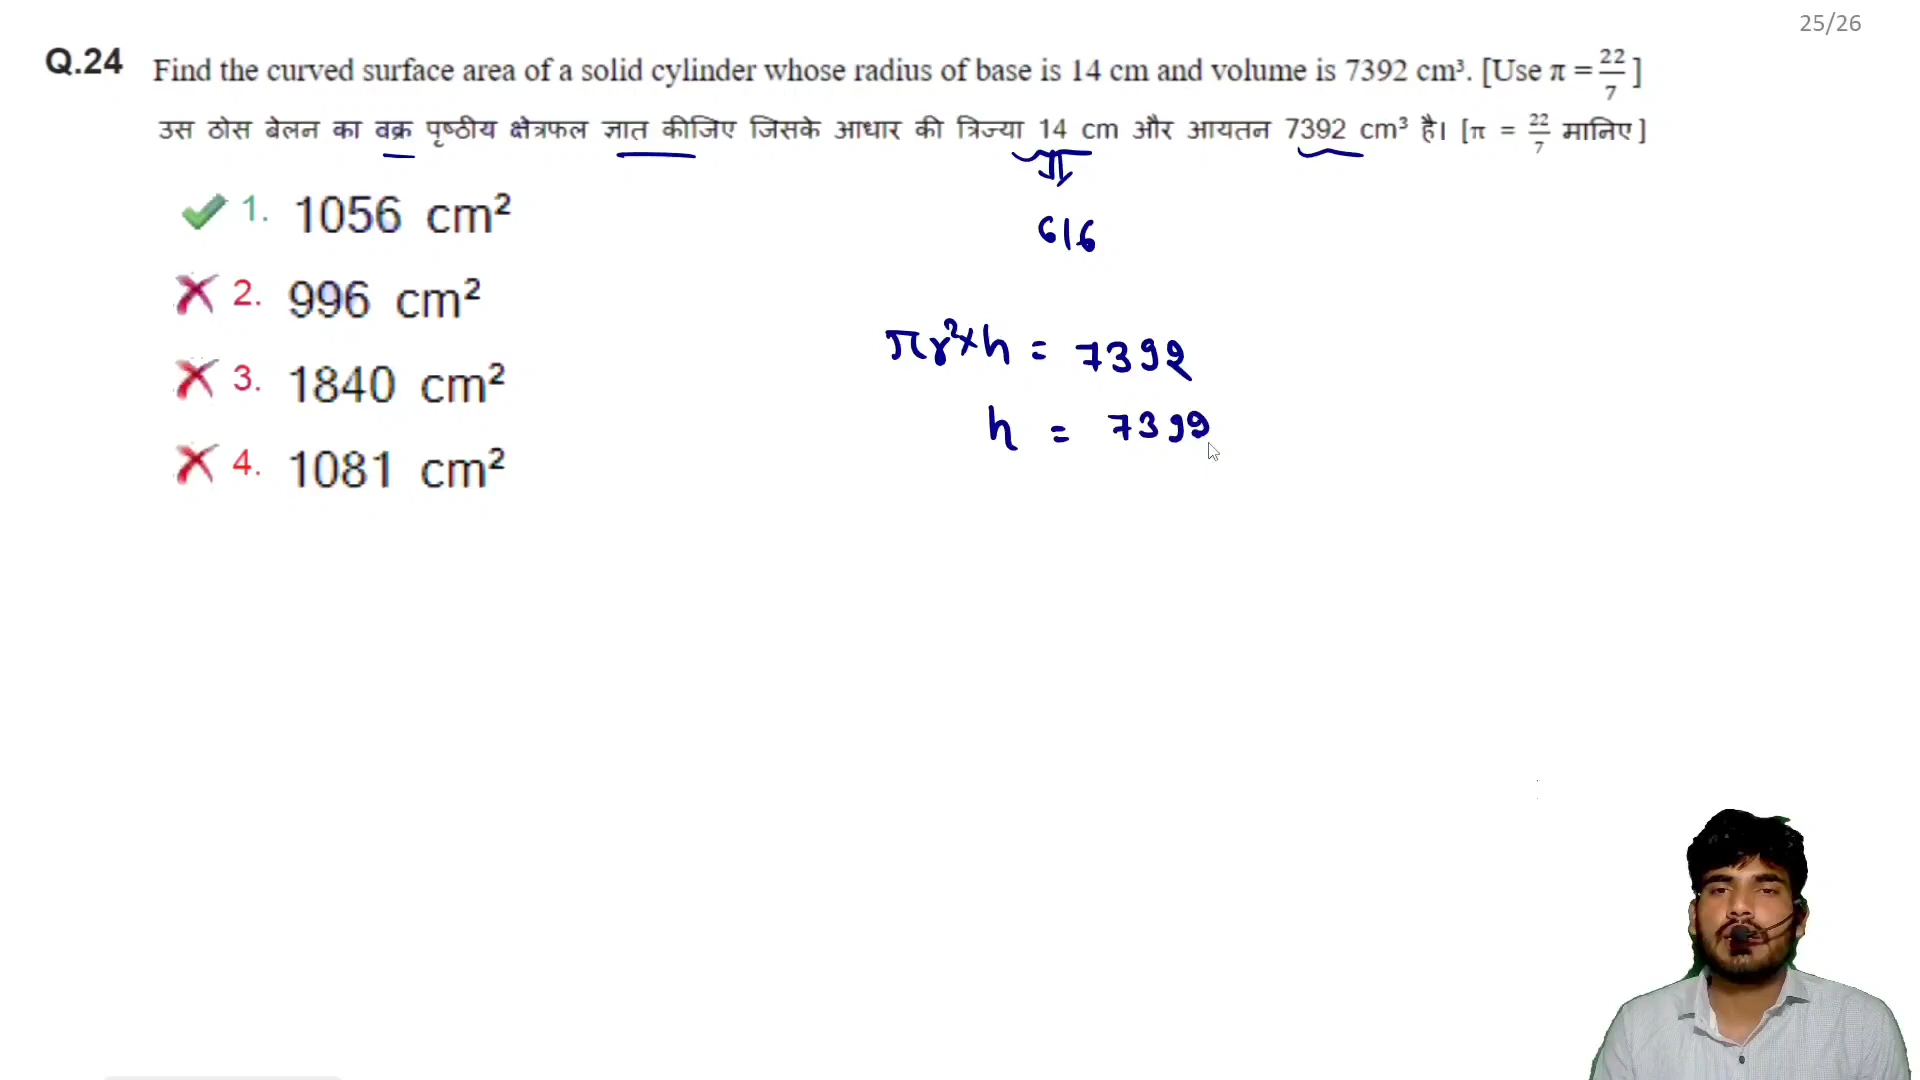 25/26
Q.24 Find the curved surface area of a solid cylinder whose radius of base is 14 cm and volume is 7392 cm³. [Use π = 22/7]
उस ठोस बेलन का वक्र पृष्ठीय क्षेत्रफल ज्ञात कीजिए जिसके आधार की त्रिज्या 14 cm और आयतन 7392 cm³ है। [π = 22/7 मानिए]
1. 1056 cm²
2. 996 cm²
3. 1840 cm²
4. 1081 cm²
616
πr²×h = 7392
h = 7399